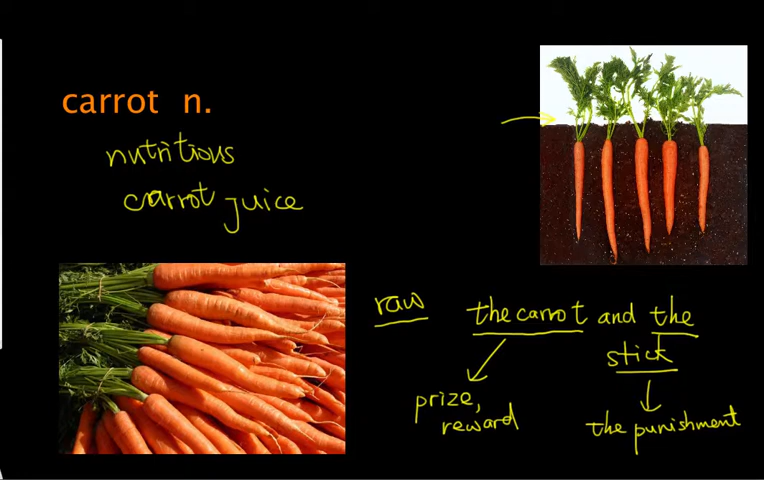 carrot n.
nutritious
carrot juice
raw
the carrot and the
stick
prize,
reward
the punishment